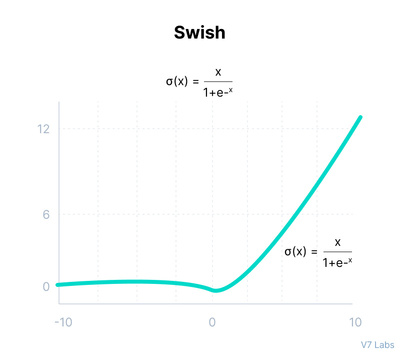 Swish
σ(x) = x / 1+e-ˣ
12
6
0
σ(x) = x / 1+e-ˣ
-10 0 10
V7 Labs